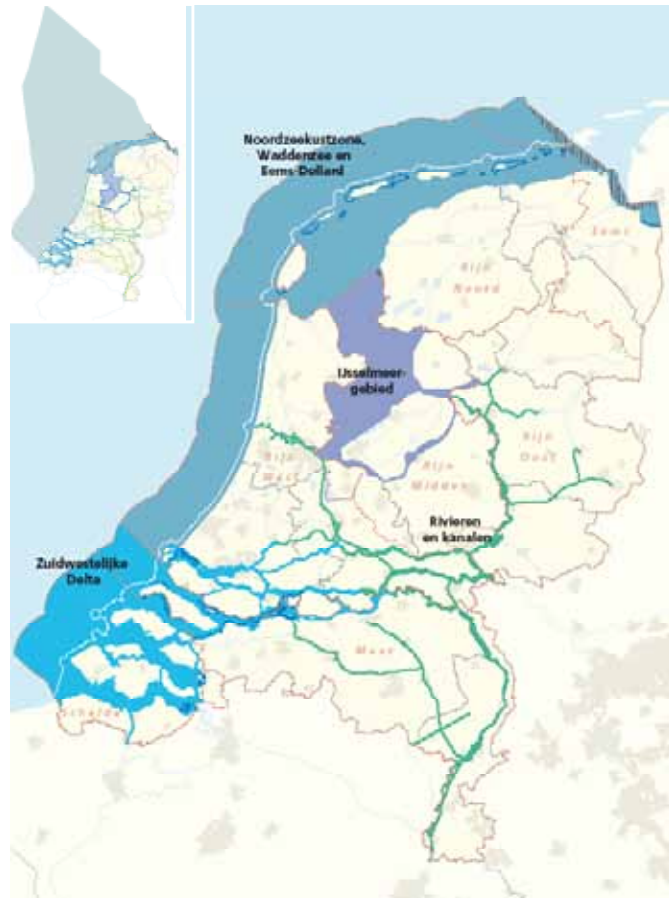 Noordzeekustzone,
Waddenzee en
Eems-Dollard
Eems
Rijn
Noord
IJsselmeer-
gebied
Rijn
West
Rijn
Midden
Rijn
Oost
Rivieren
en kanalen
Zuidwestelijke
Delta
Maas
Schelde